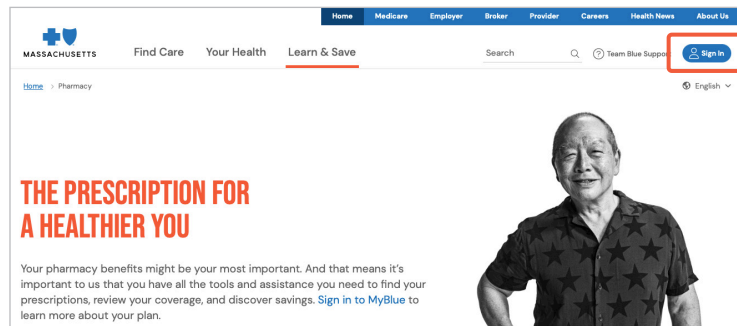 Home Medicare Employer Broker Provider Careers Health News About Us
MASSACHUSETTS
Find Care Your Health Learn & Save
Search
Team Blue Support
Sign In
Home > Pharmacy
English
THE PRESCRIPTION FOR
A HEALTHIER YOU
Your pharmacy benefits might be your most important. And that means it's
important to us that you have all the tools and assistance you need to find your
prescriptions, review your coverage, and discover savings. Sign in to MyBlue to
learn more about your plan.